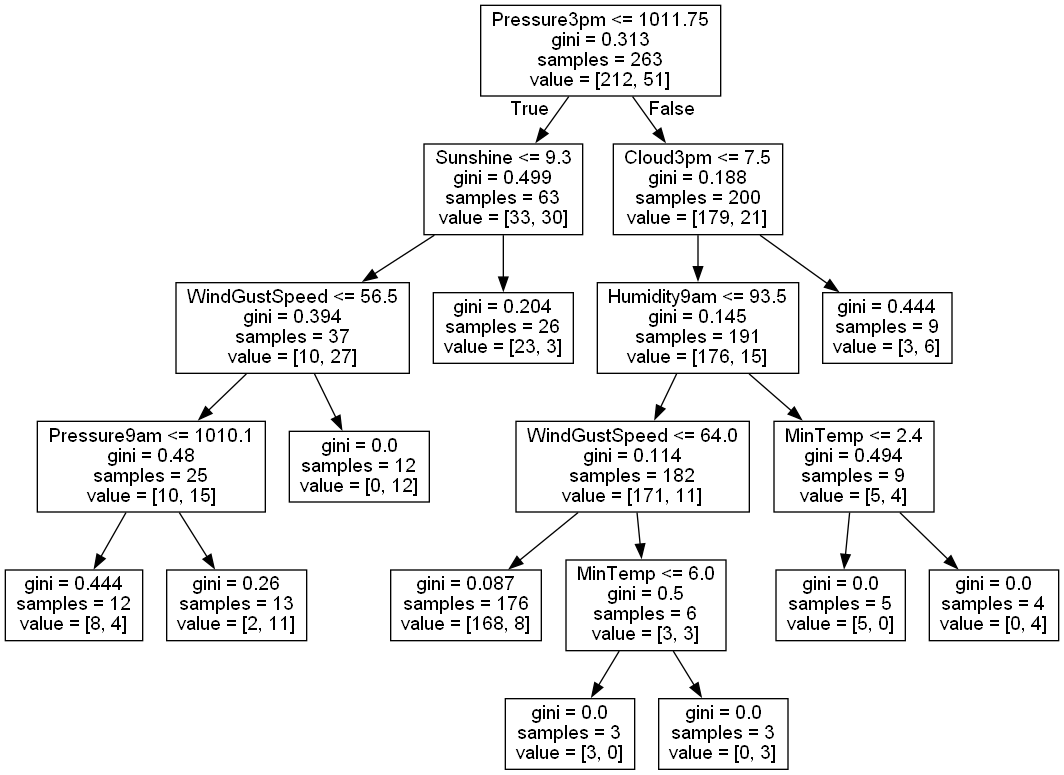 Pressure3pm <= 1011.75
gini = 0.313
samples = 263
value = [212, 51]
True
False
Sunshine <= 9.3
gini = 0.499
samples = 63
value = [33, 30]
Cloud3pm <= 7.5
gini = 0.188
samples = 200
value = [179, 21]
WindGustSpeed <= 56.5
gini = 0.394
samples = 37
value = [10, 27]
gini = 0.204
samples = 26
value = [23, 3]
Humidity9am <= 93.5
gini = 0.145
samples = 191
value = [176, 15]
gini = 0.444
samples = 9
value = [3, 6]
Pressure9am <= 1010.1
gini = 0.48
samples = 25
value = [10, 15]
gini = 0.0
samples = 12
value = [0, 12]
WindGustSpeed <= 64.0
gini = 0.114
samples = 182
value = [171, 11]
MinTemp <= 2.4
gini = 0.494
samples = 9
value = [5, 4]
gini = 0.444
samples = 12
value = [8, 4]
gini = 0.26
samples = 13
value = [2, 11]
gini = 0.087
samples = 176
value = [168, 8]
MinTemp <= 6.0
gini = 0.5
samples = 6
value = [3, 3]
gini = 0.0
samples = 5
value = [5, 0]
gini = 0.0
samples = 4
value = [0, 4]
gini = 0.0
samples = 3
value = [3, 0]
gini = 0.0
samples = 3
value = [0, 3]